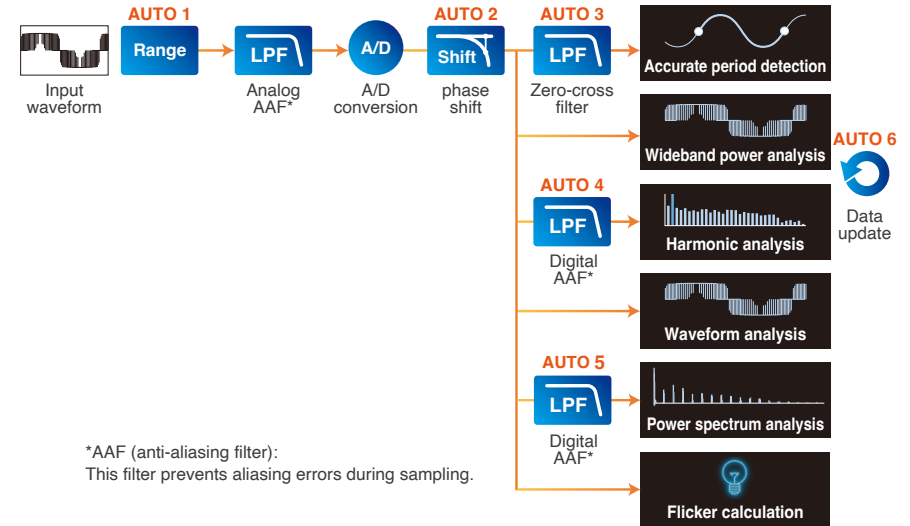 AUTO 1
Range
Input
waveform
LPF
Analog
AAF*
A/D
A/D
conversion
AUTO 2
Shift
phase
shift
AUTO 3
LPF
Zero-cross
filter
Accurate period detection
Wideband power analysis
AUTO 4
LPF
Digital
AAF*
Harmonic analysis
Waveform analysis
AUTO 5
LPF
Digital
AAF*
Power spectrum analysis
Flicker calculation
AUTO 6
Data
update
*AAF (anti-aliasing filter):
This filter prevents aliasing errors during sampling.